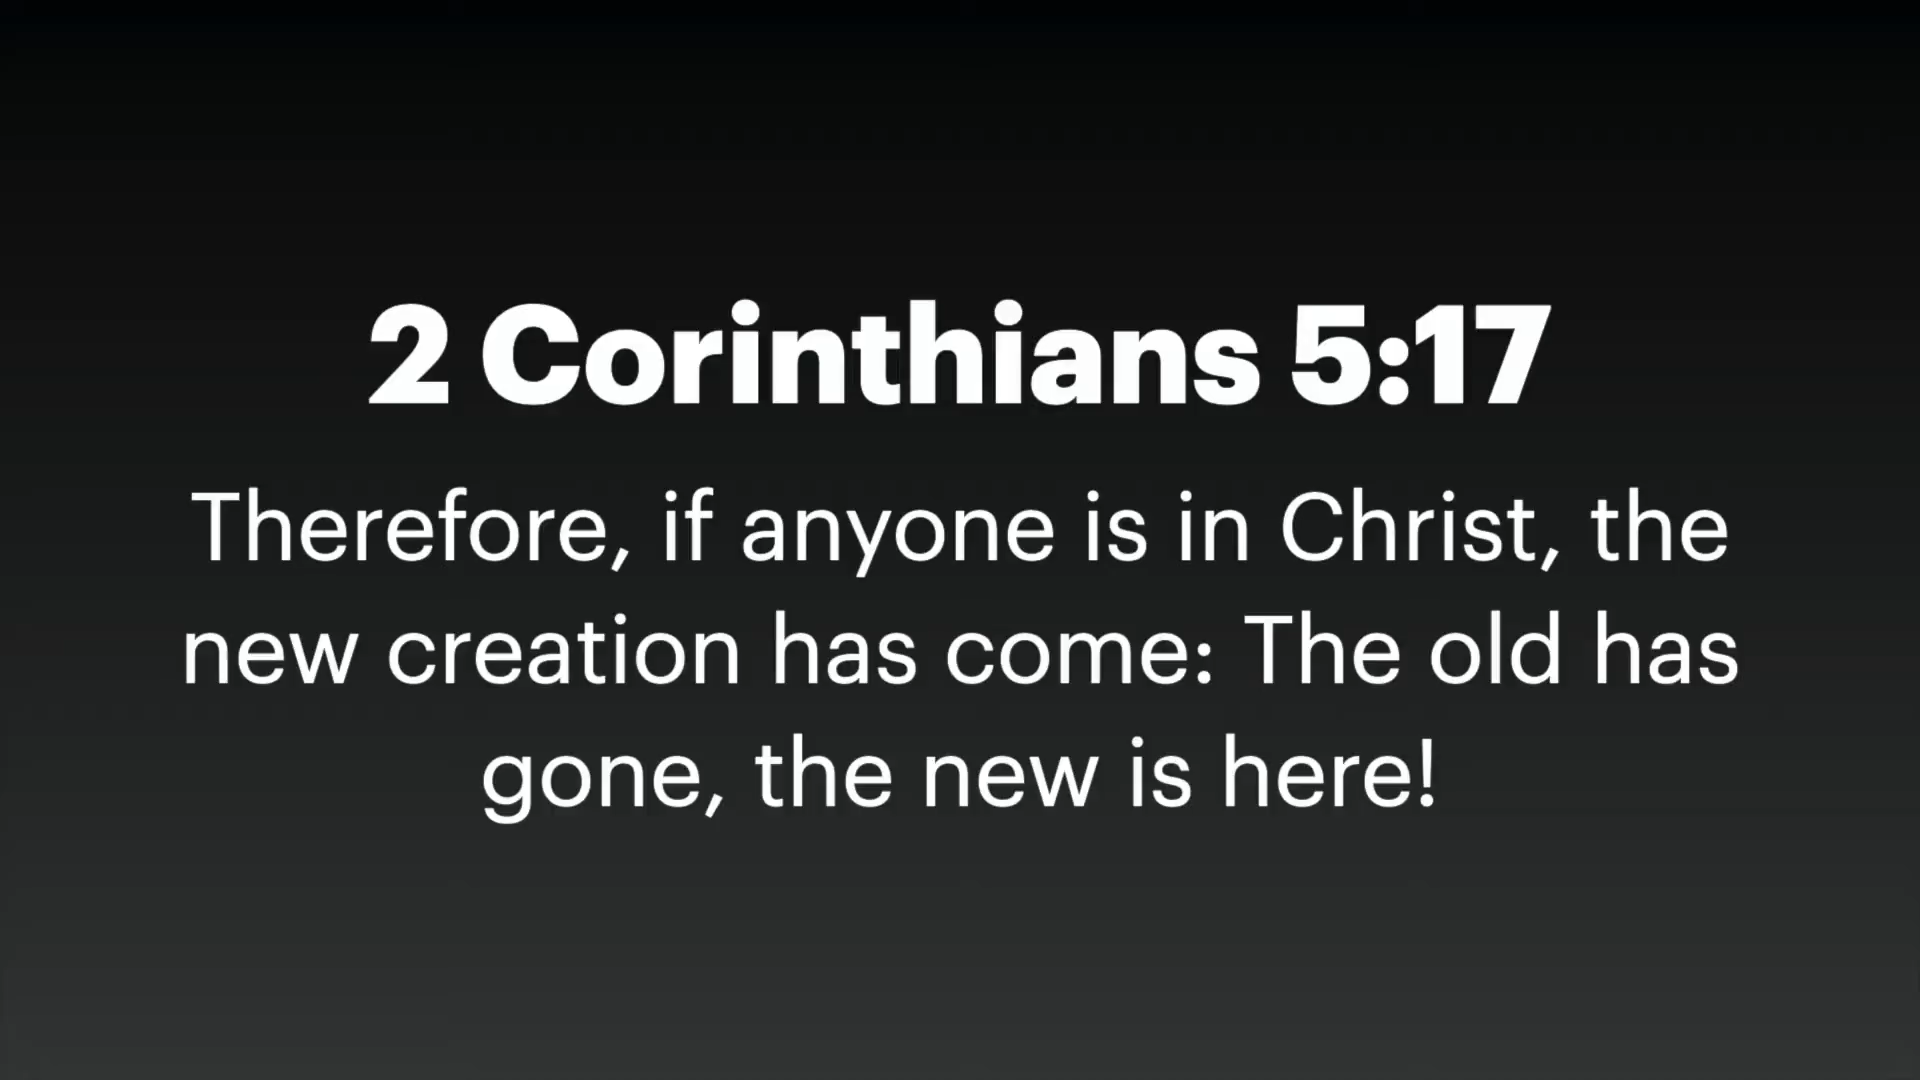 2 Corinthians 5:17
Therefore, if anyone is in Christ, the
new creation has come: The old has
gone, the new is here!